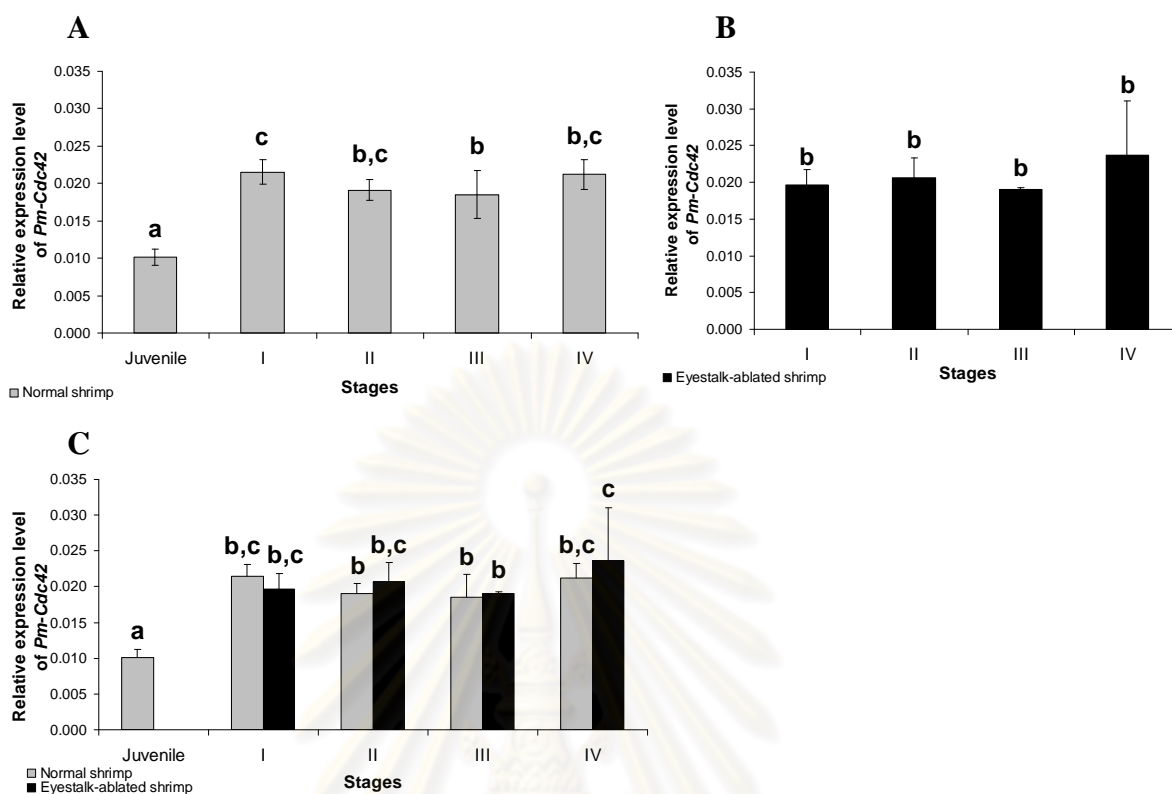 A
0.035
0.030
0.025
0.020
0.015
0.010
0.005
0.000
Relative expression level
of Pm-Cdc42
a
c
b,c
b
b,c
Juvenile I II III IV
Stages
Normal shrimp
B
0.035
0.030
0.025
0.020
0.015
0.010
0.005
0.000
Relative expression level
of Pm-Cdc42
b
b
b
b
I II III IV
Stages
Eyestalk-ablated shrimp
C
0.035
0.030
0.025
0.020
0.015
0.010
0.005
0.000
Relative expression level
of Pm-Cdc42
a
b,c
b,c
b
b,c
b
b
b,c
c
Juvenile I II III IV
Stages
Normal shrimp
Eyestalk-ablated shrimp